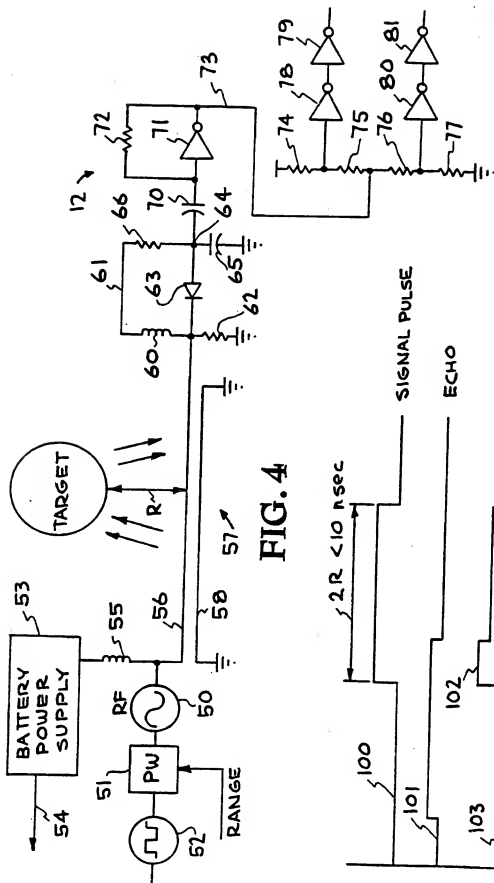 TARGET
R
53
BATTERY
POWER
SUPPLY
54
55
RF
50
51
PW
52
RANGE
56
58
57
FIG. 4
60
61
62
63
64
65
66
70
12
71
72
73
74
75
76
77
78
79
80
81
2R < 10 nsec
SIGNAL PULSE
ECHO
100
101
102
103